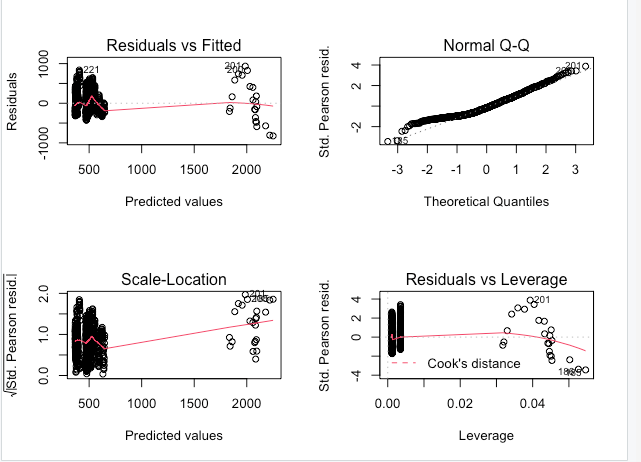 Residuals vs Fitted
Residuals
1000
0
-1000
221
201
500
1000
1500
2000
Predicted values
Normal Q-Q
Std. Pearson resid.
4
2
-2
201
185
-3
-2
-1
0
1
2
3
Theoretical Quantiles
Scale-Location
√|Std. Pearson resid.|
2.0
1.0
0.0
201
500
1000
1500
2000
Predicted values
Residuals vs Leverage
Std. Pearson resid.
4
2
0
-4
201
185
Cook's distance
0.00
0.02
0.04
Leverage